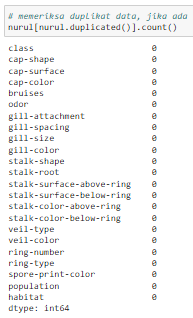 # memeriksa duplikat data, jika ada
nurul[nurul.duplicated()].count()
class 0
cap-shape 0
cap-surface 0
cap-color 0
bruises 0
odor 0
gill-attachment 0
gill-spacing 0
gill-size 0
gill-color 0
stalk-shape 0
stalk-root 0
stalk-surface-above-ring 0
stalk-surface-below-ring 0
stalk-color-above-ring 0
stalk-color-below-ring 0
veil-type 0
veil-color 0
ring-number 0
ring-type 0
spore-print-color 0
population 0
habitat 0
dtype: int64